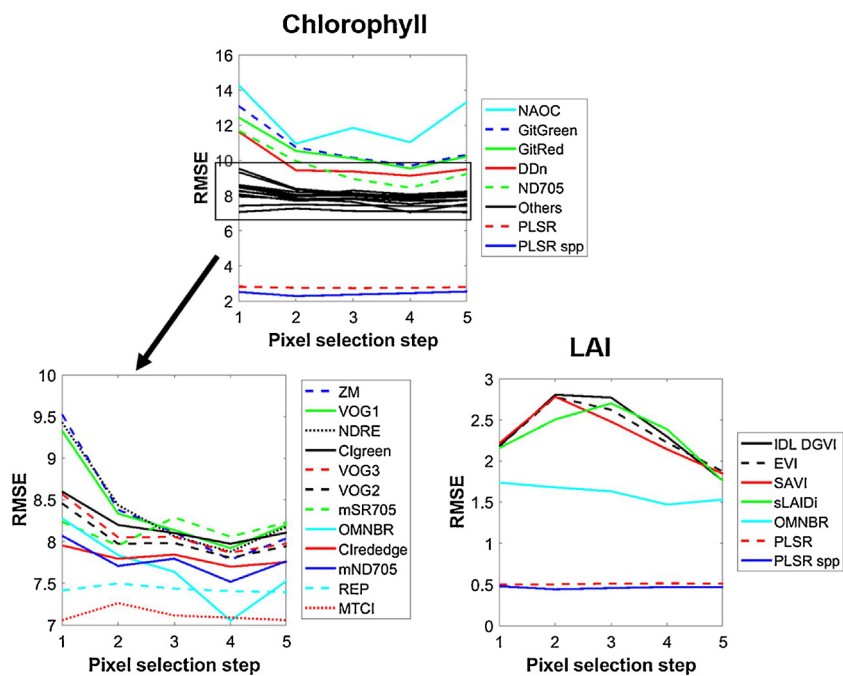 Chlorophyll
RMSE
16
14
12
10
8
6
4
2
1 2 3 4 5
Pixel selection step
NAOC
GitGreen
GitRed
DDn
ND705
Others
PLSR
PLSR spp
RMSE
10
9.5
9
8.5
8
7.5
7
1 2 3 4 5
Pixel selection step
ZM
VOG1
NDRE
CIgreen
VOG3
VOG2
mSR705
OMNBR
CIrededge
mND705
REP
MTCI
LAI
RMSE
3
2.5
2
1.5
1
0.5
0
1 2 3 4 5
Pixel selection step
IDL DGVI
EVI
SAVI
sLAIDi
OMNBR
PLSR
PLSR spp